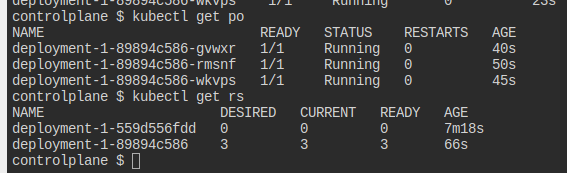 deployment-1-89894c586-wkvps 1/1 Running 0 23s
controlplane $ kubectl get po
NAME READY STATUS RESTARTS AGE
deployment-1-89894c586-gvwxr 1/1 Running 0 40s
deployment-1-89894c586-rmsnf 1/1 Running 0 50s
deployment-1-89894c586-wkvps 1/1 Running 0 45s
controlplane $ kubectl get rs
NAME DESIRED CURRENT READY AGE
deployment-1-559d556fdd 0 0 0 7m18s
deployment-1-89894c586 3 3 3 66s
controlplane $